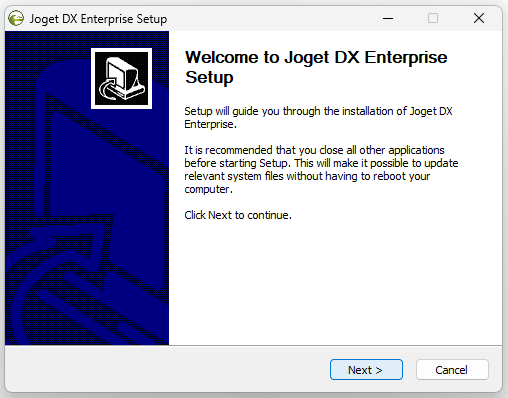 Joget DX Enterprise Setup
Welcome to Joget DX Enterprise
Setup
Setup will guide you through the installation of Joget DX
Enterprise.
It is recommended that you close all other applications
before starting Setup. This will make it possible to update
relevant system files without having to reboot your
computer.
Click Next to continue.
Next >
Cancel